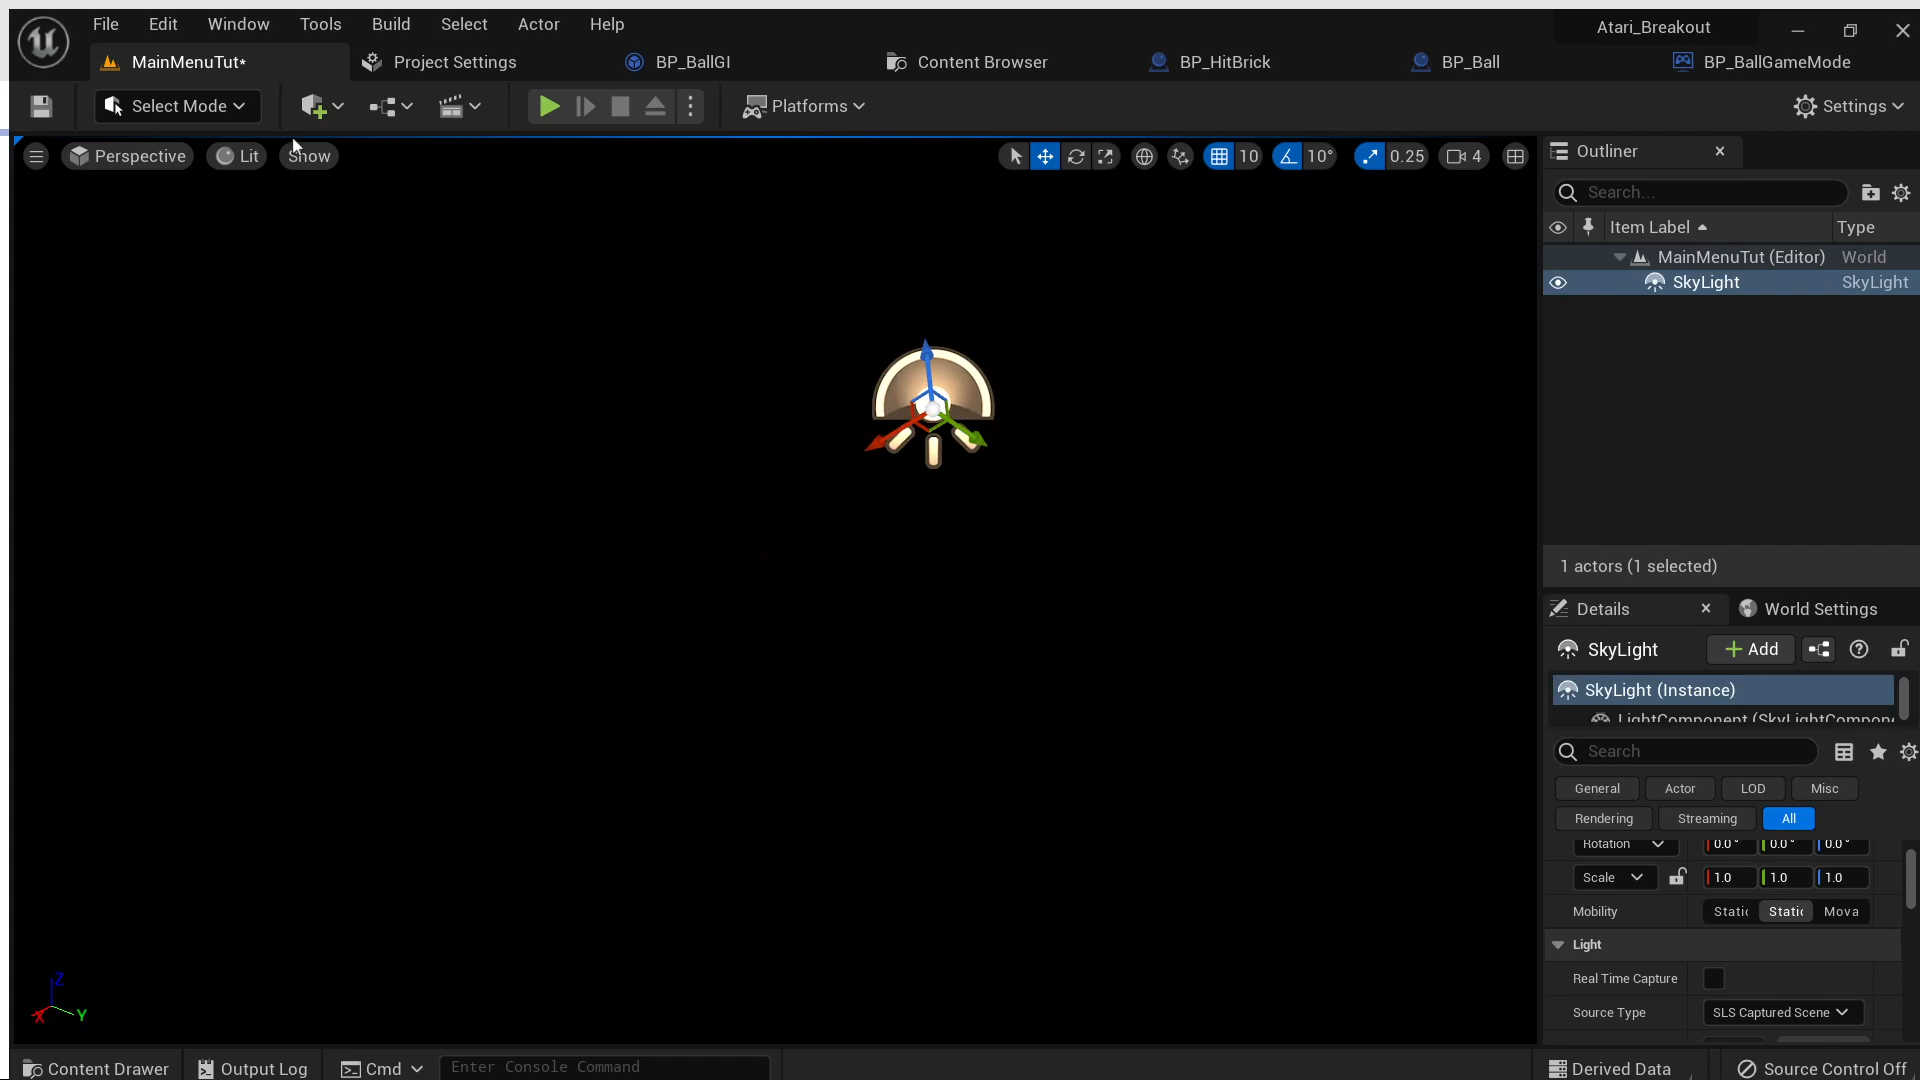 File Edit Window Tools Build Select Actor Help
Atari_Breakout
MainMenuTut* Project Settings BP_BallGI Content Browser BP_HitBrick BP_Ball BP_BallGameMode
Select Mode Platforms Settings
Perspective Lit Show 10 10° 0.25 4
Outliner
Search...
Item Label Type
MainMenuTut (Editor) World
SkyLight SkyLight
1 actors (1 selected)
Details World Settings
SkyLight Add
SkyLight (Instance)
LightComponent (SkyLightCompon
Search
General Actor LOD Misc
Rendering Streaming All
Rotation 0.0 ° 0.0 ° 0.0 °
Scale 1.0 1.0 1.0
Mobility Static Static Mova
Light
Real Time Capture
Source Type SLS Captured Scene
Z
X Y
Content Drawer Output Log Cmd Enter Console Command Derived Data Source Control Off